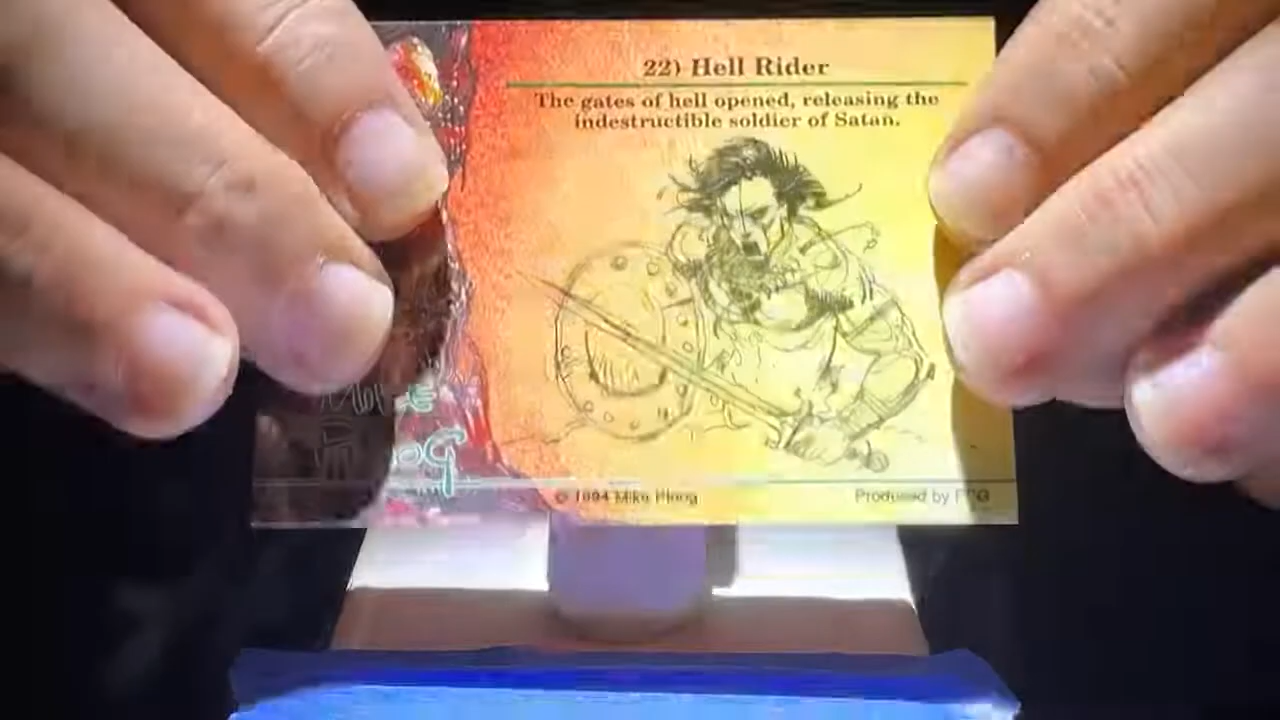 22) Hell Rider
The gates of hell opened, releasing the
indestructible soldier of Satan.
© 1994 Mike Ploog
Produced by